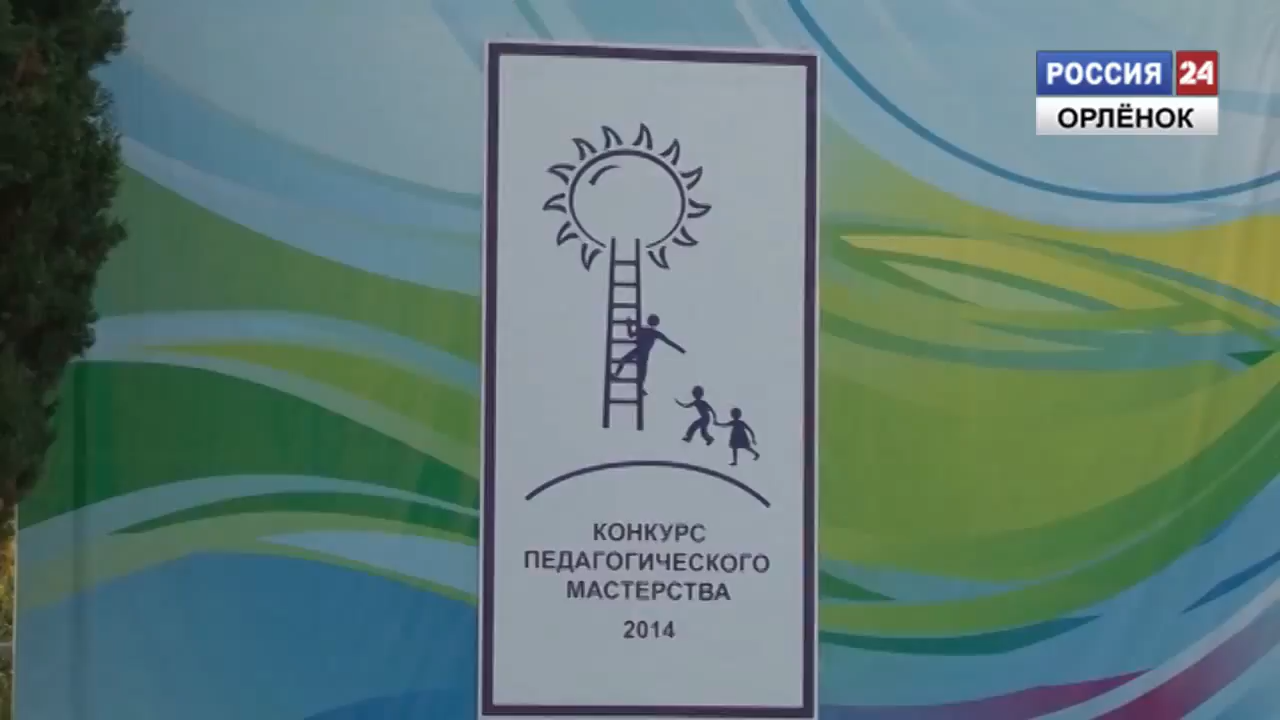 РОССИЯ 24
ОРЛЁНОК
КОНКУРС
ПЕДАГОГИЧЕСКОГО
МАСТЕРСТВА
2014